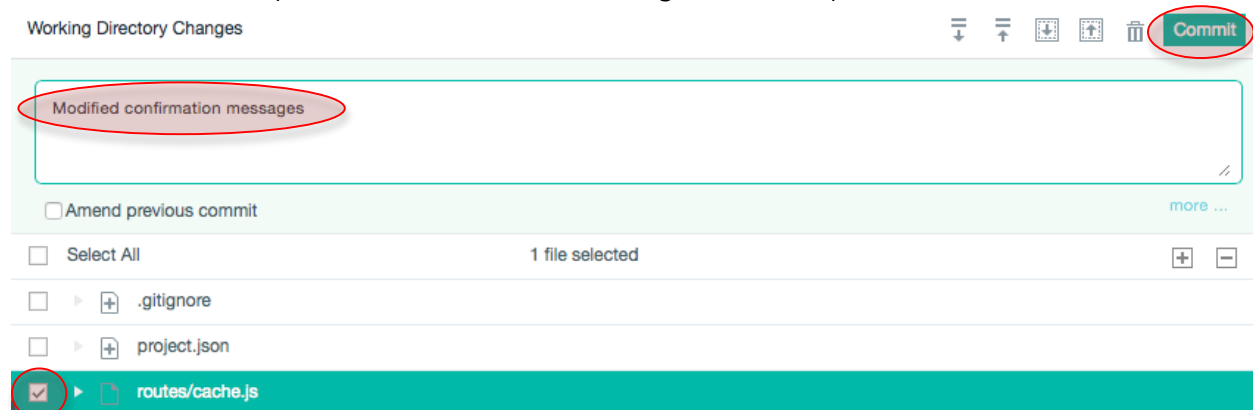 Working Directory Changes Commit
Modified confirmation messages
Amend previous commit more ...
Select All 1 file selected
.gitignore
project.json
routes/cache.js